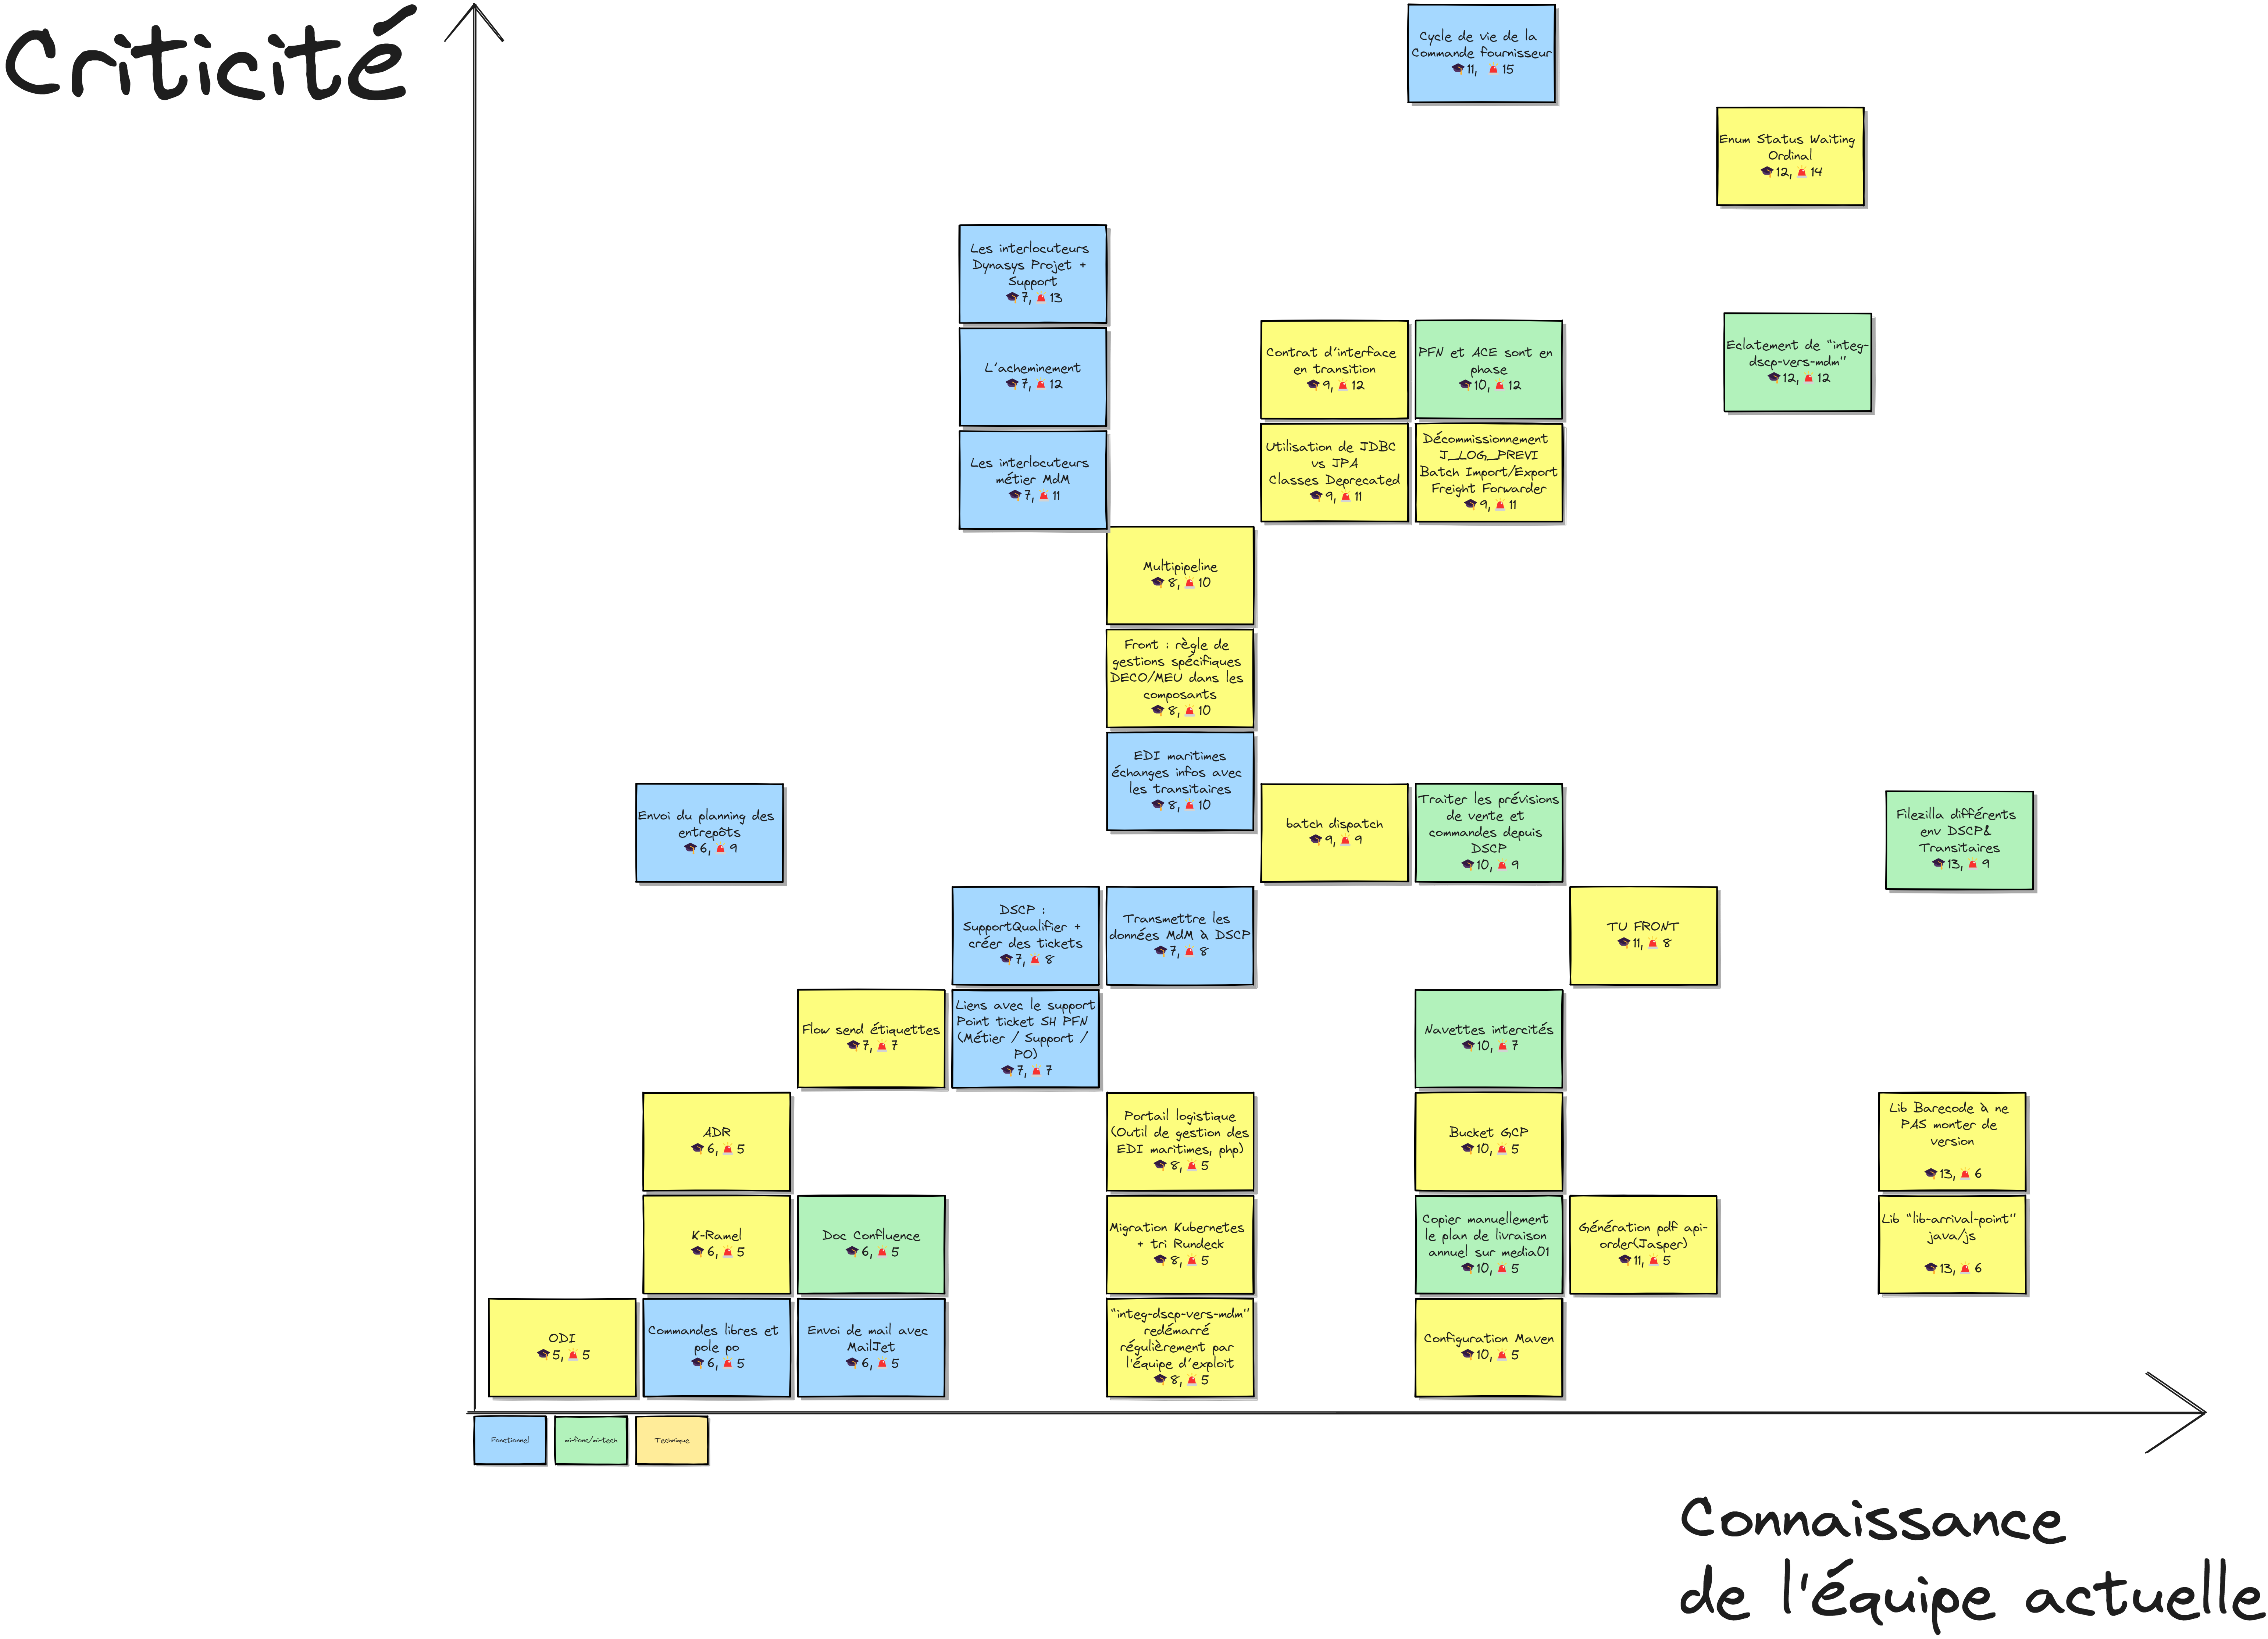 Criticité
Cycle de vie de la
Commande fournisseur
🎓11, 🚨 15
Enum Status Waiting
Ordinal
🎓12, 🚨14
Les interlocuteurs
Dynasys Projet +
Support
🎓7, 🚨13
L'acheminement
🎓7, 🚨12
Contrat d'interface
en transition
🎓9, 🚨12
PFN et ACE sont en
phase
🎓10, 🚨12
Eclatement de "integ-
dscp-vers-mdm"
🎓12, 🚨12
Les interlocuteurs
métier MdM
🎓7, 🚨11
Utilisation de JDBC
vs JPA
Classes Deprecated
🎓9, 🚨11
Décommissionnement
J_LOG_PREVI
Batch Import/Export
Freight Forwarder
🎓9, 🚨11
Multipipeline
🎓8, 🚨10
Front : règle de
gestions spécifiques
DECO/MEU dans les
composants
🎓8, 🚨10
EDI maritimes
échanges infos avec
les transitaires
🎓8, 🚨10
Envoi du planning des
entrepôts
🎓6, 🚨9
batch dispatch
🎓9, 🚨9
Traiter les prévisions
de vente et
commandes depuis
DSCP
🎓10, 🚨9
Filezilla différents
env DSCP&
Transitaires
🎓13, 🚨9
DSCP :
SupportQualifier +
créer des tickets
🎓7, 🚨8
Transmettre les
données MdM à DSCP
🎓7, 🚨8
TU FRONT
🎓11, 🚨8
Flow send étiquettes
🎓7, 🚨7
Liens avec le support
Point ticket SH PFN
(Métier / Support /
PO)
🎓7, 🚨7
Navettes intercités
🎓10, 🚨7
ADR
🎓6, 🚨5
Portail logistique
(Outil de gestion des
EDI maritimes, php)
🎓8, 🚨5
Bucket GCP
🎓10, 🚨5
Lib Barecode à ne
PAS monter de
version
🎓13, 🚨6
K-Ramel
🎓6, 🚨5
Doc Confluence
🎓6, 🚨5
Migration Kubernetes
+ tri Rundeck
🎓8, 🚨5
Copier manuellement
le plan de livraison
annuel sur media01
🎓10, 🚨5
Génération pdf api-
order(Jasper)
🎓11, 🚨5
Lib "lib-arrival-point"
java/js
🎓13, 🚨6
ODI
🎓5, 🚨5
Commandes libres et
pole po
🎓6, 🚨5
Envoi de mail avec
MailJet
🎓6, 🚨5
"integ-dscp-vers-mdm"
redémarré
régulièrement par
l'équipe d'exploit
🎓8, 🚨5
Configuration Maven
🎓10, 🚨5
Fonctionnel
mi-fonc/mi-tech
Technique
Connaissance
de l'équipe actuelle